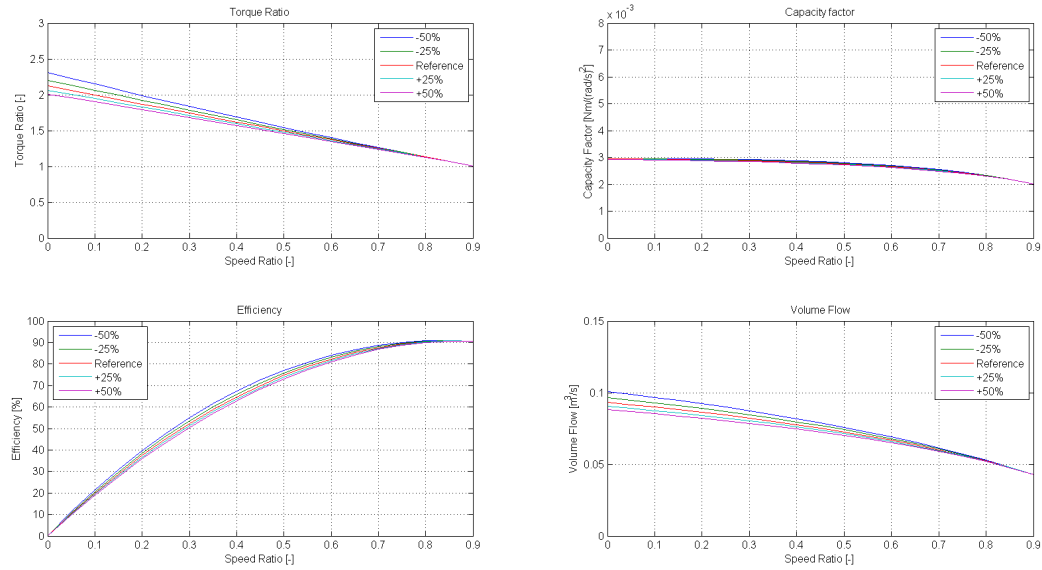 Torque Ratio
3
2.5
2
1.5
1
0.5
0
Torque Ratio [-]
-50%
-25%
Reference
+25%
+50%
0 0.1 0.2 0.3 0.4 0.5 0.6 0.7 0.8 0.9
Speed Ratio [-]
Capacity factor
x 10⁻³
8
7
6
5
4
3
2
1
0
Capacity Factor [Nm/(rad/s)²]
-50%
-25%
Reference
+25%
+50%
0 0.1 0.2 0.3 0.4 0.5 0.6 0.7 0.8 0.9
Speed Ratio [-]
Efficiency
100
90
80
70
60
50
40
30
20
10
0
Efficiency [%]
-50%
-25%
Reference
+25%
+50%
0 0.1 0.2 0.3 0.4 0.5 0.6 0.7 0.8 0.9
Speed Ratio [-]
Volume Flow
0.15
0.1
0.05
0
Volume Flow [m³/s]
-50%
-25%
Reference
+25%
+50%
0 0.1 0.2 0.3 0.4 0.5 0.6 0.7 0.8 0.9
Speed Ratio [-]